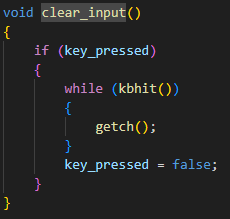 void clear_input()
{
    if (key_pressed)
    {
        while (kbhit())
        {
            getch();
        }
        key_pressed = false;
    }
}